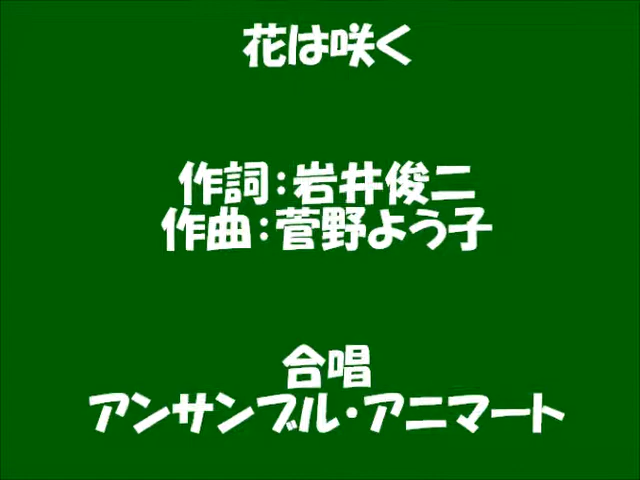 花は咲く
作詞:岩井俊二
作曲:菅野よう子
合唱
アンサンブル・アニマート